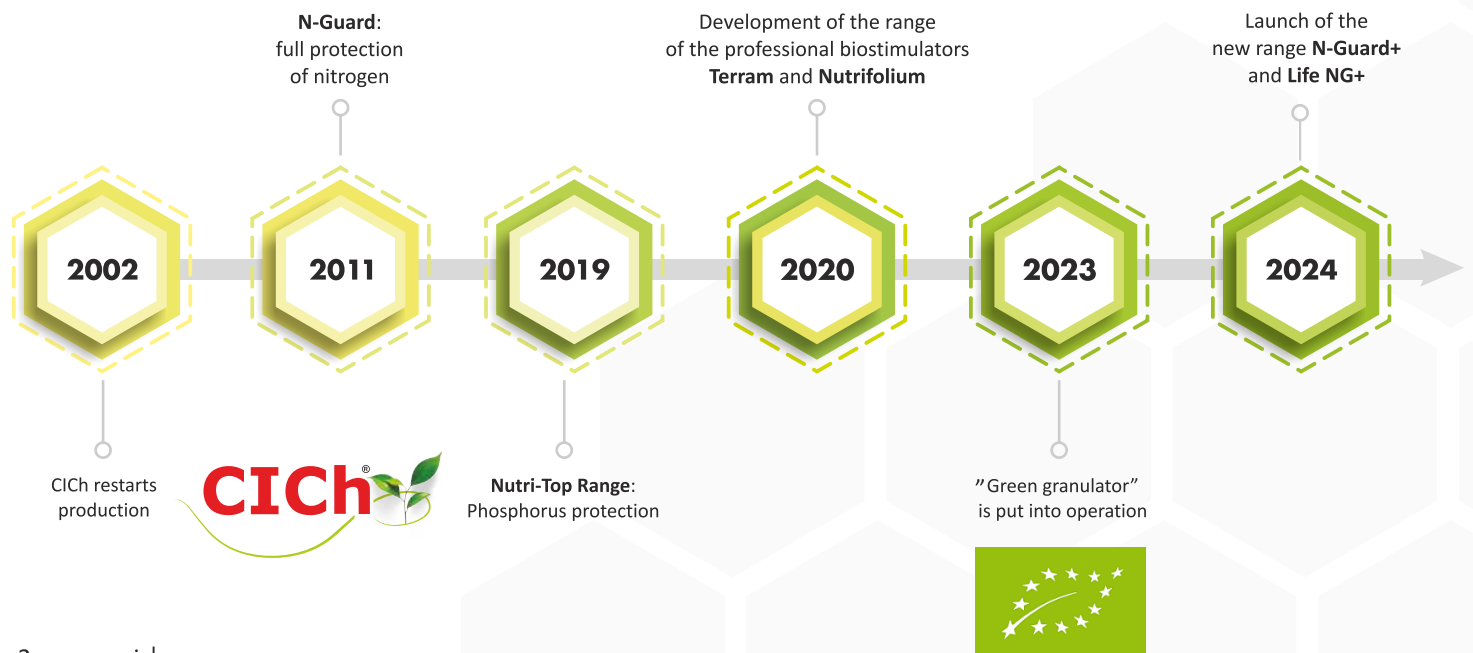 N-Guard:
full protection
of nitrogen
Development of the range
of the professional biostimulators
Terram and Nutrifolium
Launch of the
new range N-Guard+
and Life NG+
2002
2011
2019
2020
2023
2024
CICh restarts
production
CICh®
Nutri-Top Range:
Phosphorus protection
”Green granulator”
is put into operation